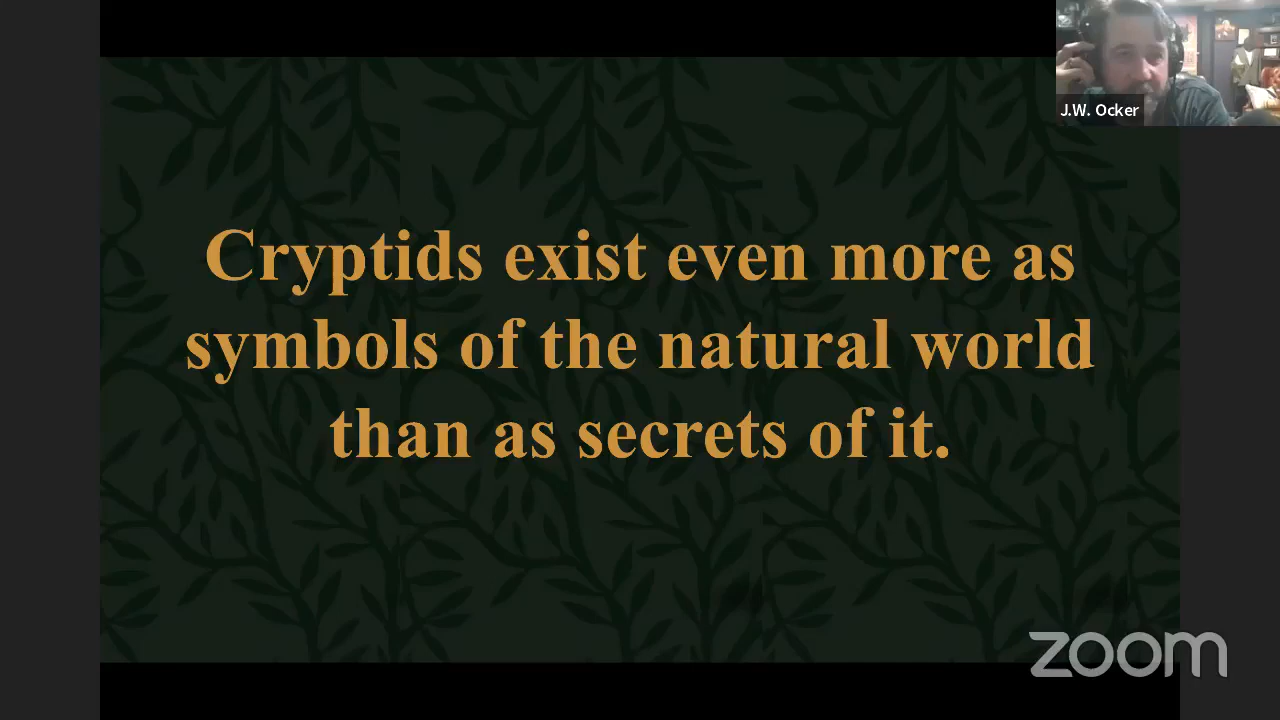 J.W. Ocker
Cryptids exist even more as
symbols of the natural world
than as secrets of it.
zoom